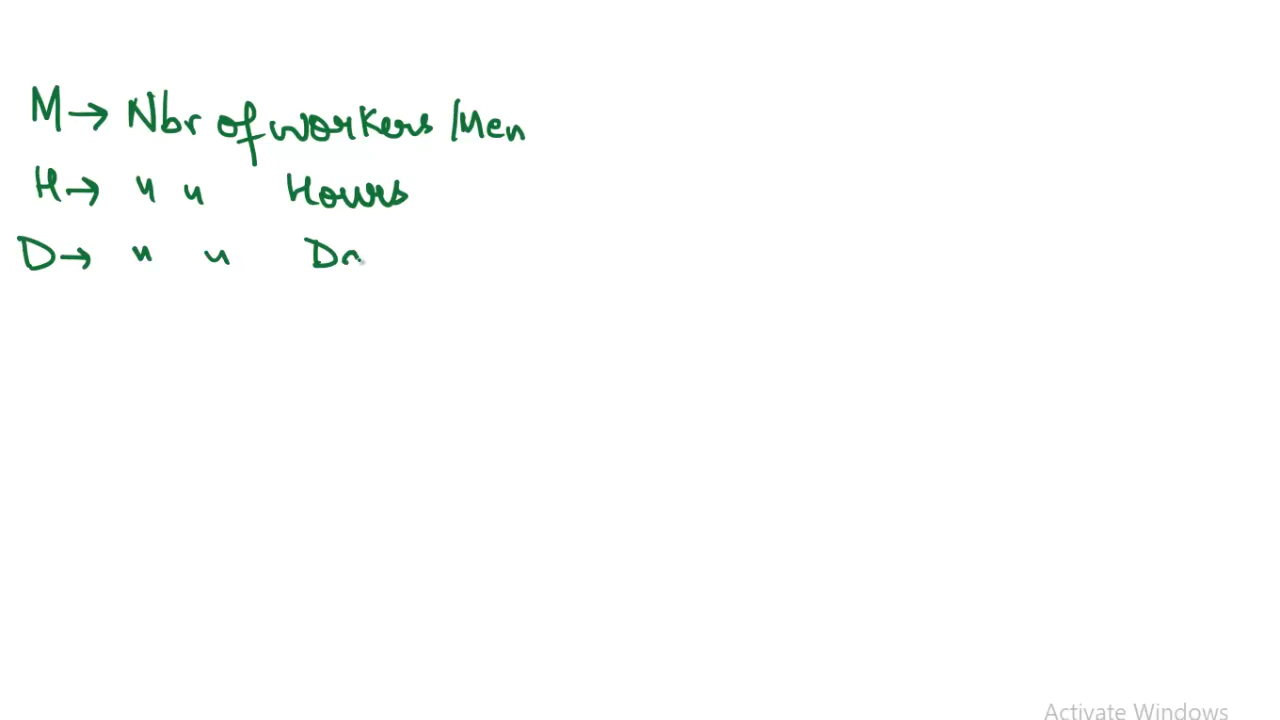 M→ Nbr of workers /Men
H→ " " Hours
D→ " " Da
Activate Windows